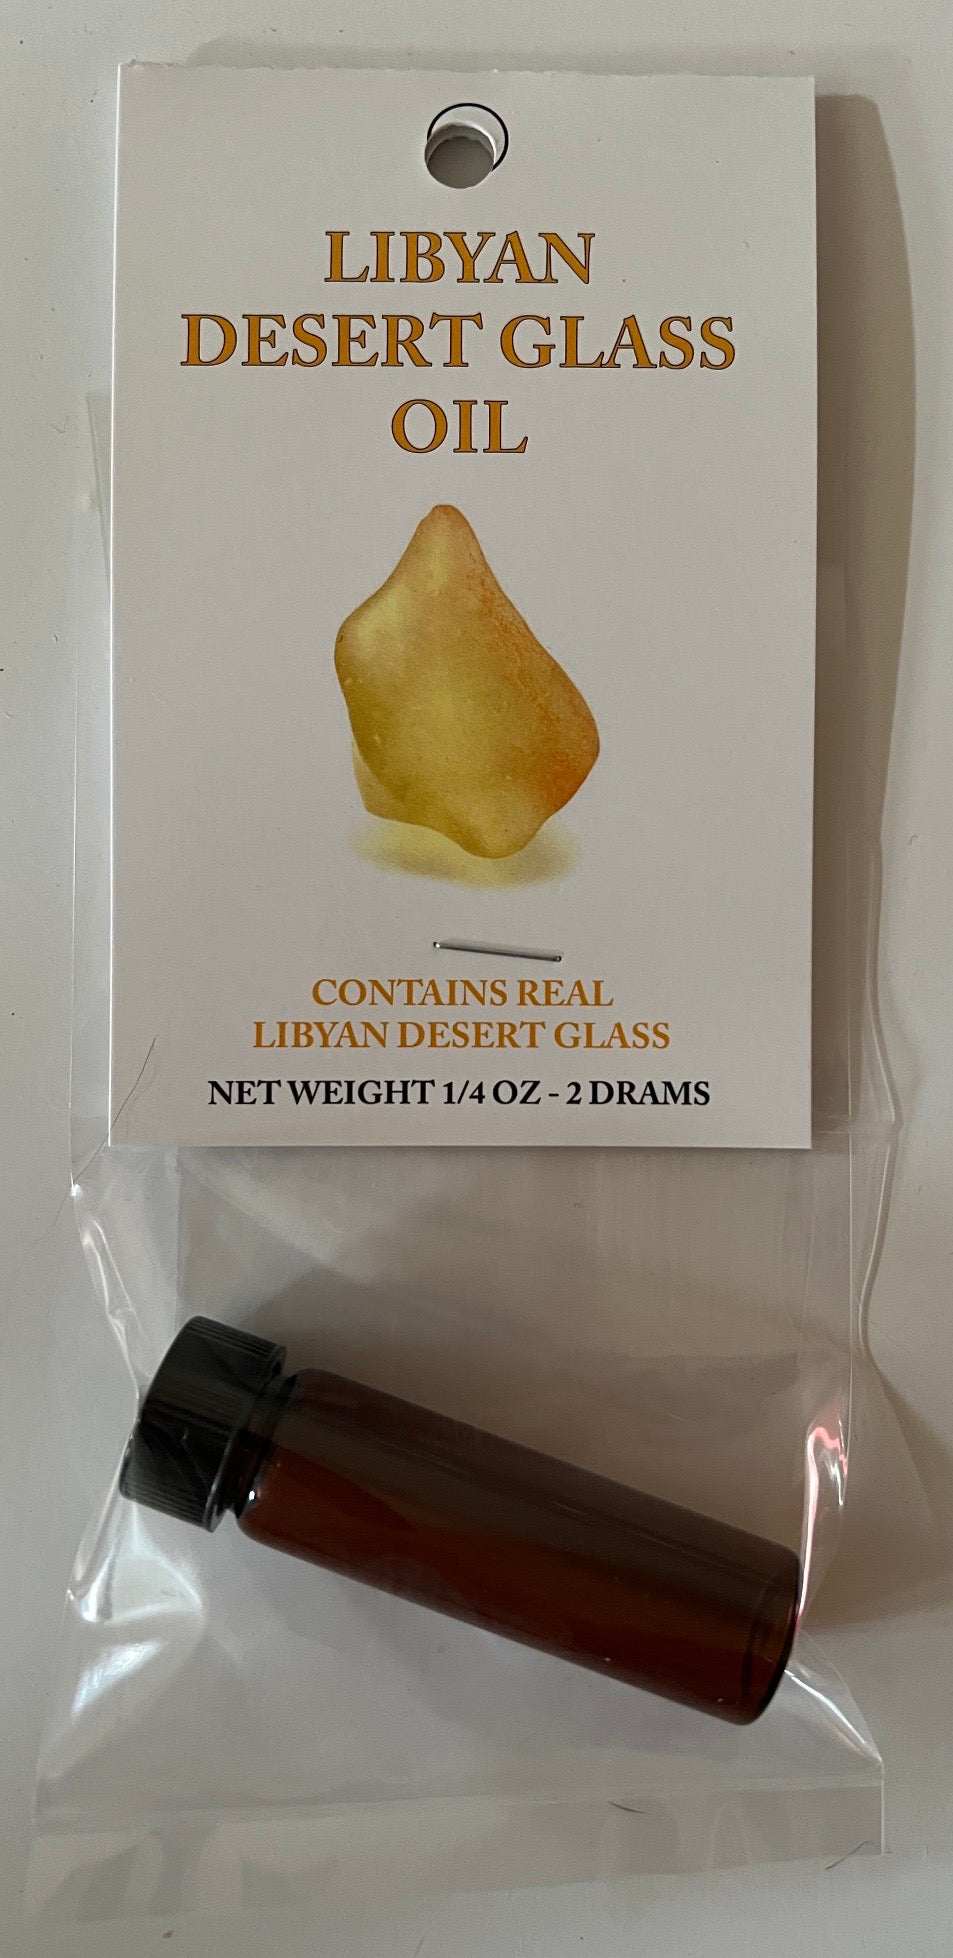 LIBYAN
DESERT GLASS
OIL
CONTAINS REAL
LIBYAN DESERT GLASS
NET WEIGHT 1/4 OZ - 2 DRAMS